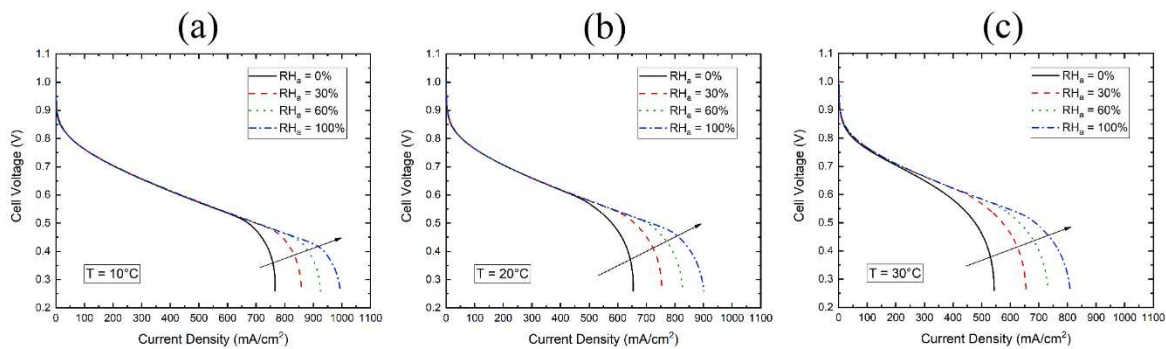 (a)
1.1
1.0
0.9
0.8
0.7
0.6
0.5
0.4
0.3
0.2
Cell Voltage (V)
RHa = 0%
RHa = 30%
RHa = 60%
RHa = 100%
T = 10°C
0 100 200 300 400 500 600 700 800 900 1000 1100
Current Density (mA/cm²)
(b)
1.1
1.0
0.9
0.8
0.7
0.6
0.5
0.4
0.3
0.2
Cell Voltage (V)
RHa = 0%
RHa = 30%
RHa = 60%
RHa = 100%
T = 20°C
0 100 200 300 400 500 600 700 800 900 1000 1100
Current Density (mA/cm²)
(c)
1.1
1.0
0.9
0.8
0.7
0.6
0.5
0.4
0.3
0.2
Cell Voltage (V)
RHa = 0%
RHa = 30%
RHa = 60%
RHa = 100%
T = 30°C
0 100 200 300 400 500 600 700 800 900 1000 1100
Current Density (mA/cm²)